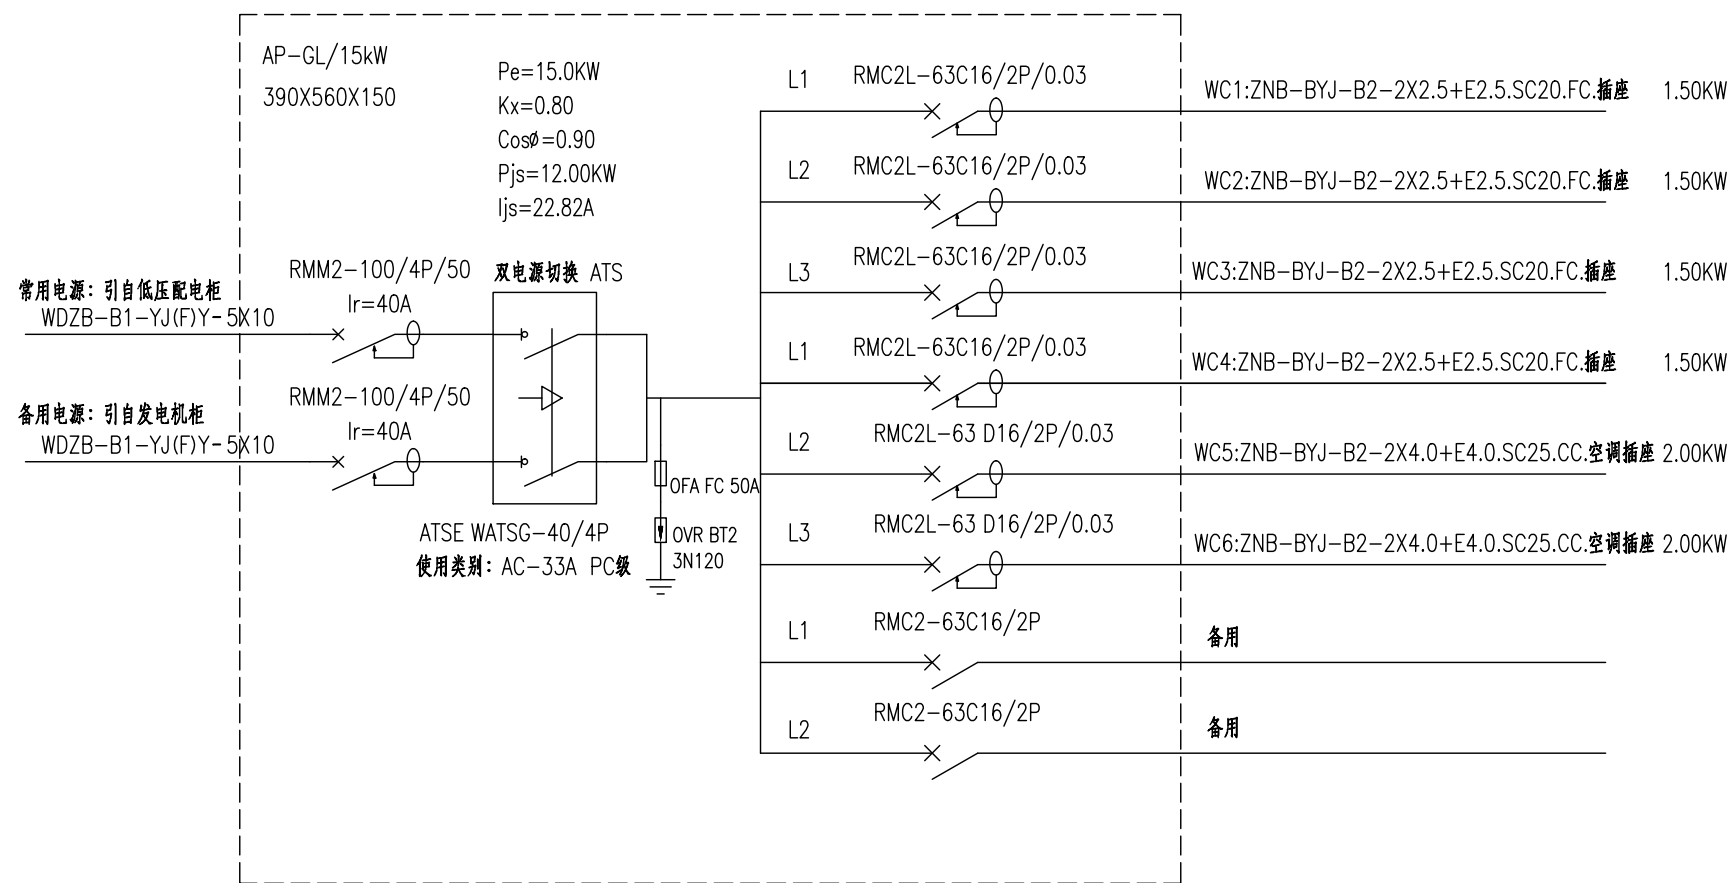 AP-GL/15kW
390X560X150
Pe=15.0KW
Kx=0.80
CosØ=0.90
Pjs=12.00KW
Ijs=22.82A
常用电源：引自低压配电柜
WDZB-B1-YJ(F)Y-5X10
RMM2-100/4P/50
Ir=40A
双电源切换 ATS
备用电源：引自发电机柜
WDZB-B1-YJ(F)Y-5X10
RMM2-100/4P/50
Ir=40A
ATSE WATSG-40/4P
使用类别：AC-33A PC级
OFA FC 50A
OVR BT2
3N120
L1 RMC2L-63C16/2P/0.03 WC1:ZNB-BYJ-B2-2X2.5+E2.5.SC20.FC.插座 1.50KW
L2 RMC2L-63C16/2P/0.03 WC2:ZNB-BYJ-B2-2X2.5+E2.5.SC20.FC.插座 1.50KW
L3 RMC2L-63C16/2P/0.03 WC3:ZNB-BYJ-B2-2X2.5+E2.5.SC20.FC.插座 1.50KW
L1 RMC2L-63C16/2P/0.03 WC4:ZNB-BYJ-B2-2X2.5+E2.5.SC20.FC.插座 1.50KW
L2 RMC2L-63 D16/2P/0.03 WC5:ZNB-BYJ-B2-2X4.0+E4.0.SC25.CC.空调插座 2.00KW
L3 RMC2L-63 D16/2P/0.03 WC6:ZNB-BYJ-B2-2X4.0+E4.0.SC25.CC.空调插座 2.00KW
L1 RMC2-63C16/2P 备用
L2 RMC2-63C16/2P 备用